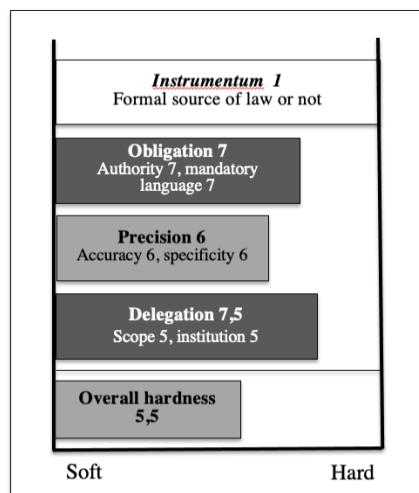 Instrumentum 1
Formal source of law or not
Obligation 7
Authority 7, mandatory
language 7
Precision 6
Accuracy 6, specificity 6
Delegation 7,5
Scope 5, institution 5
Overall hardness
5,5
Soft
Hard